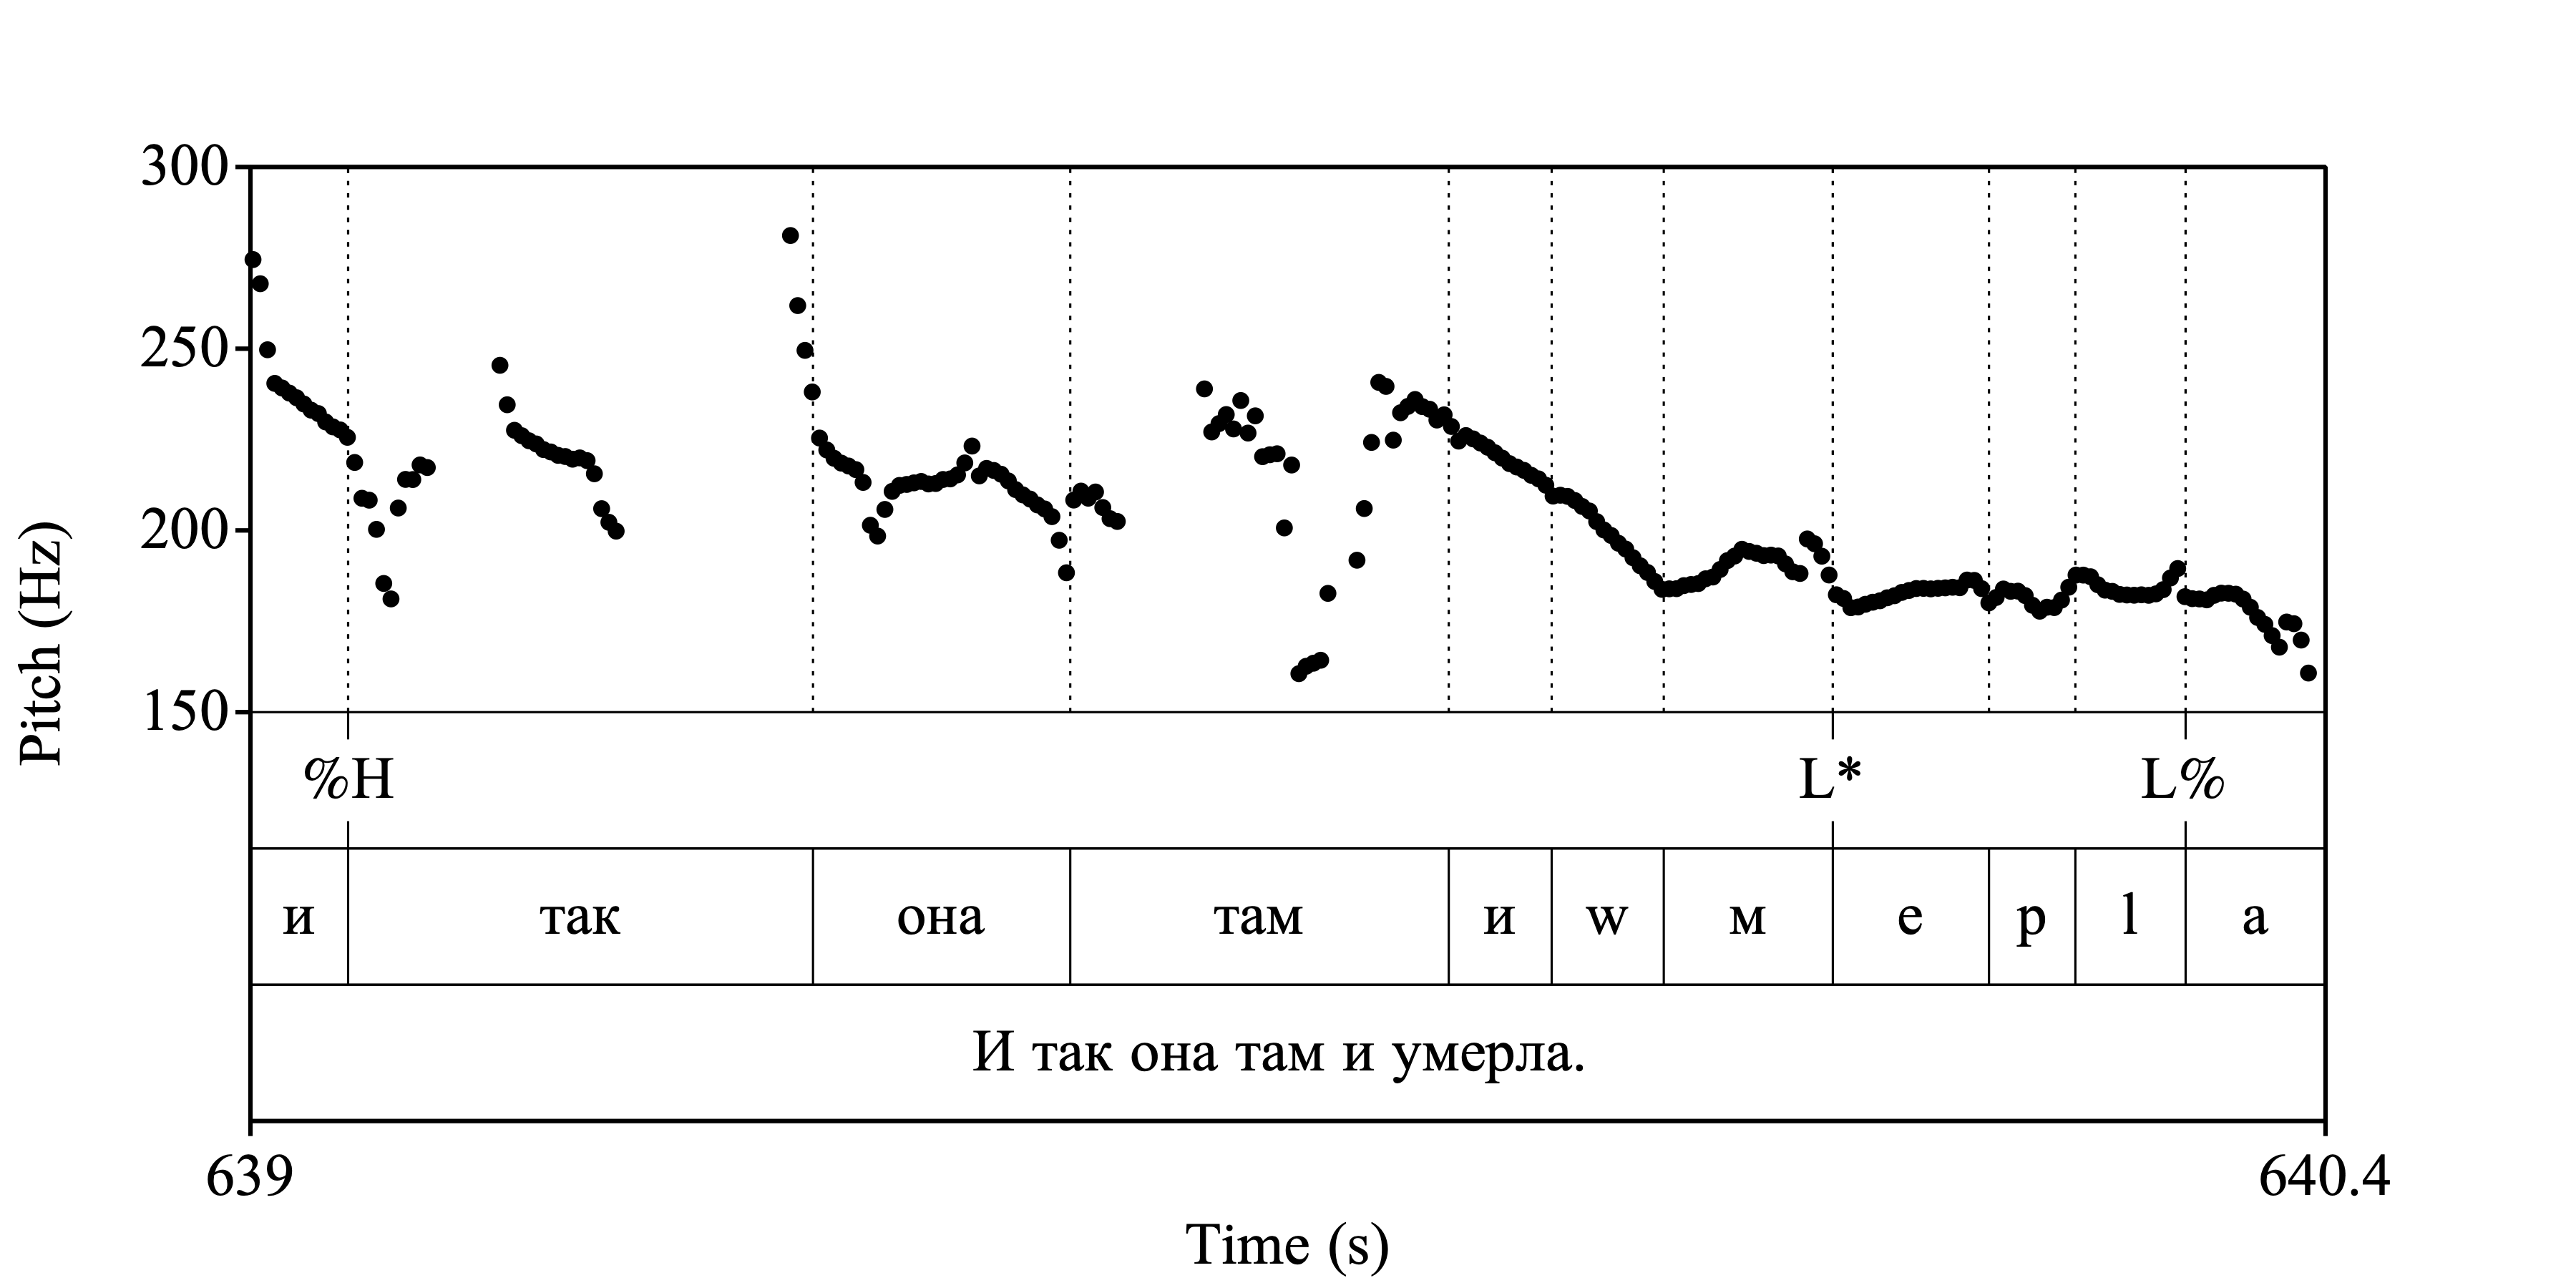 300
250
200
150
Pitch (Hz)
%H L* L%
и так она там и w м е р l а
И так она там и умерла.
639 640.4
Time (s)